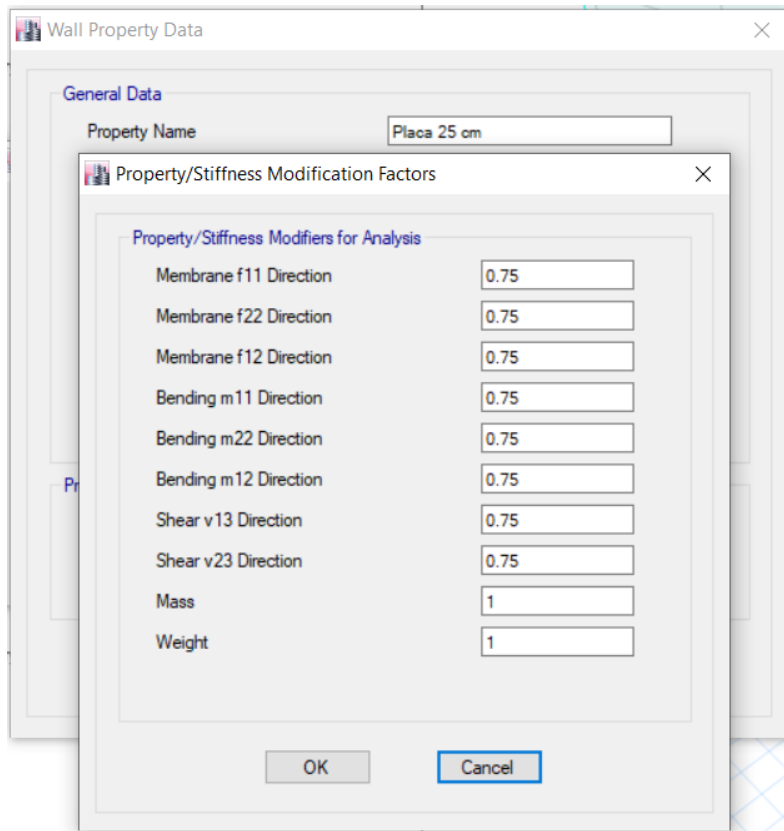 Wall Property Data
General Data
Property Name Placa 25 cm
Property/Stiffness Modification Factors
Property/Stiffness Modifiers for Analysis
Membrane f11 Direction 0.75
Membrane f22 Direction 0.75
Membrane f12 Direction 0.75
Bending m11 Direction 0.75
Bending m22 Direction 0.75
Bending m12 Direction 0.75
Pr
Shear v13 Direction 0.75
Shear v23 Direction 0.75
Mass 1
Weight 1
OK Cancel